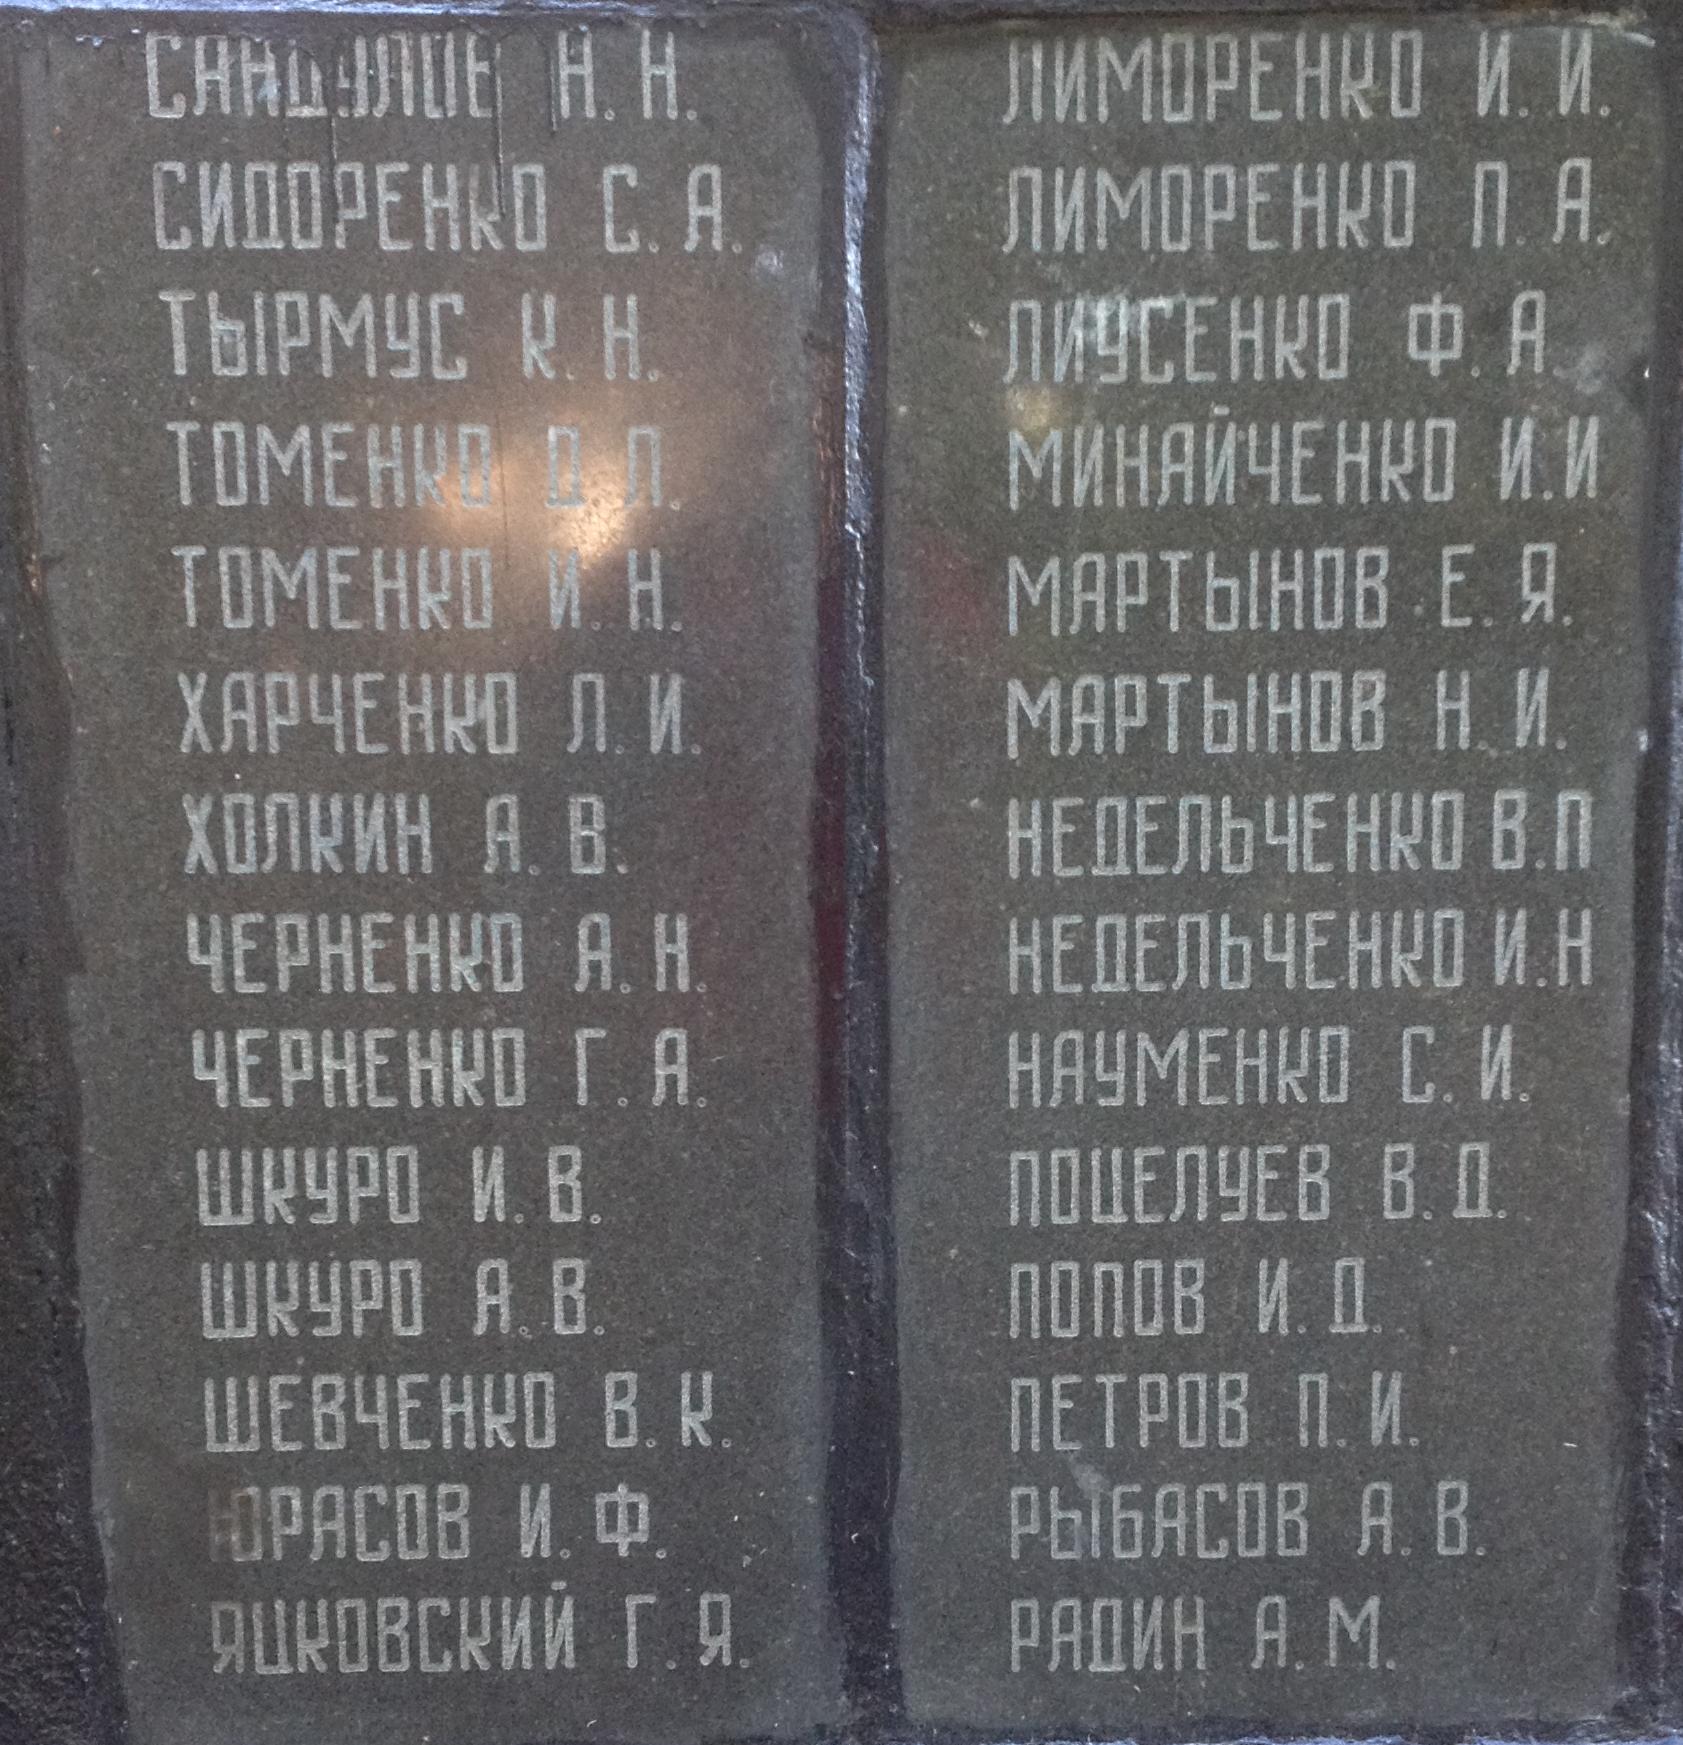 САНДУЛОЕ Н. Н.
СИДОРЕНКО С. А.
ТЫРМУС К. Н.
ТОМЕНКО Д. Л.
ТОМЕНКО И. Н.
ХАРЧЕНКО Л. И.
ХОЛКИН А. В.
ЧЕРНЕНКО А. Н.
ЧЕРНЕНКО Г. А.
ШКУРО И. В.
ШКУРО А. В.
ШЕВЧЕНКО В. К.
ЮРАСОВ И. Ф.
ЯЦКОВСКИЙ Г. Я.
ЛИМОРЕНКО И. И.
ЛИМОРЕНКО П. А.
ЛИУСЕНКО Ф. А.
МИНАЙЧЕНКО И. И
МАРТЫНОВ Е. Я.
МАРТЫНОВ Н. И.
НЕДЕЛЬЧЕНКО В. П
НЕДЕЛЬЧЕНКО И. Н
НАУМЕНКО С. И.
ПОЦЕЛУЕВ В. Д.
ПОПОВ И. Д.
ПЕТРОВ П. И.
РЫБАСОВ А. В.
РАДИН А. М.